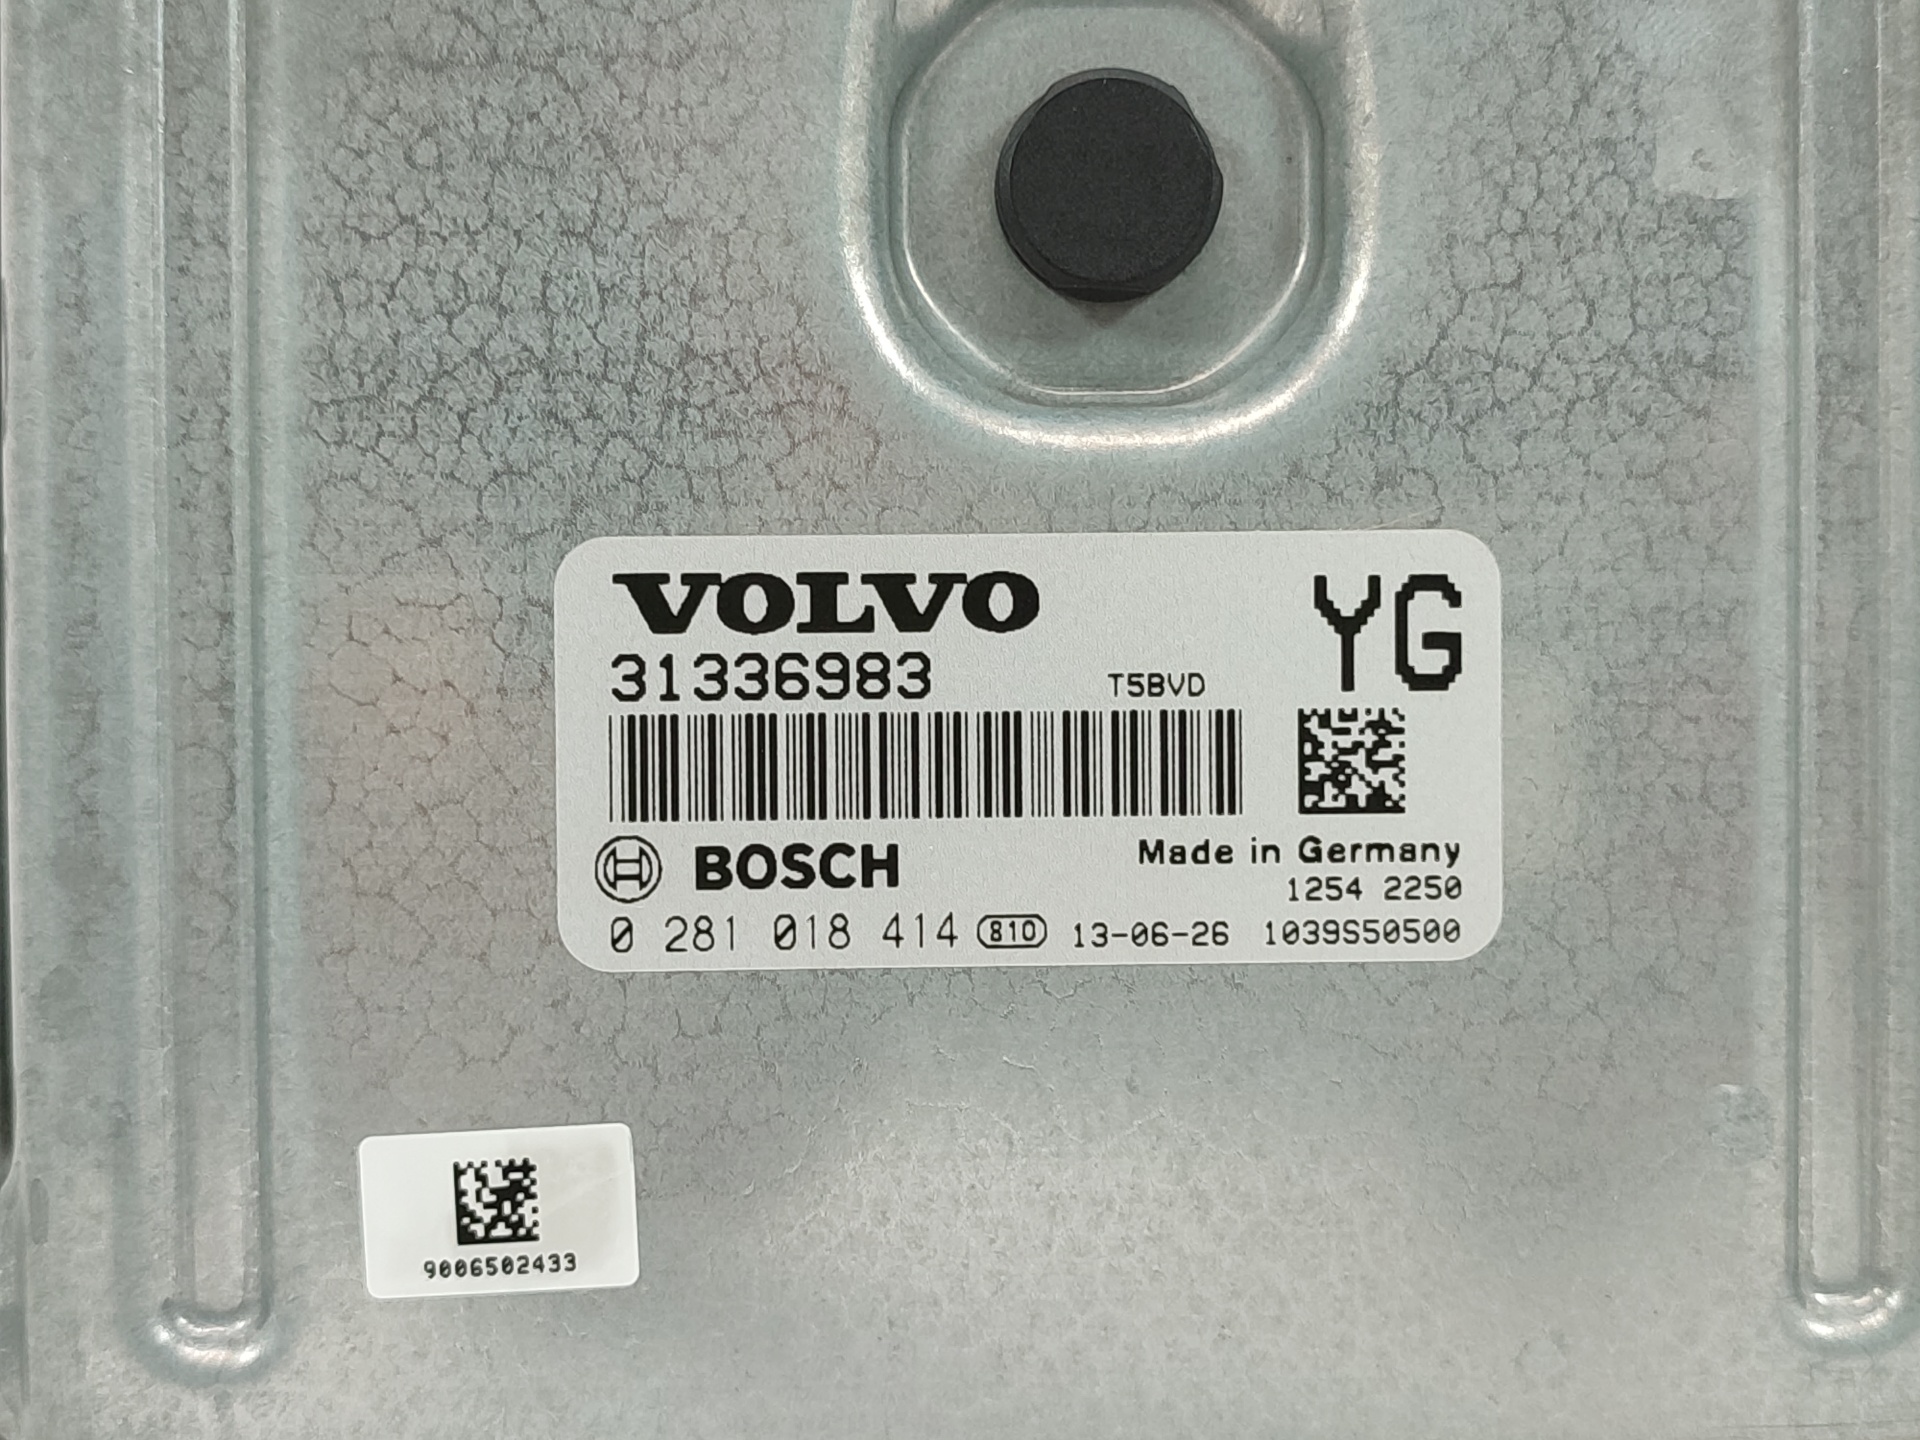 VOLVO
YG
31336983
T5BVD
BOSCH
Made in Germany
1254 2250
0 281 018 414 810 13-06-26 1039S50500
9006502433